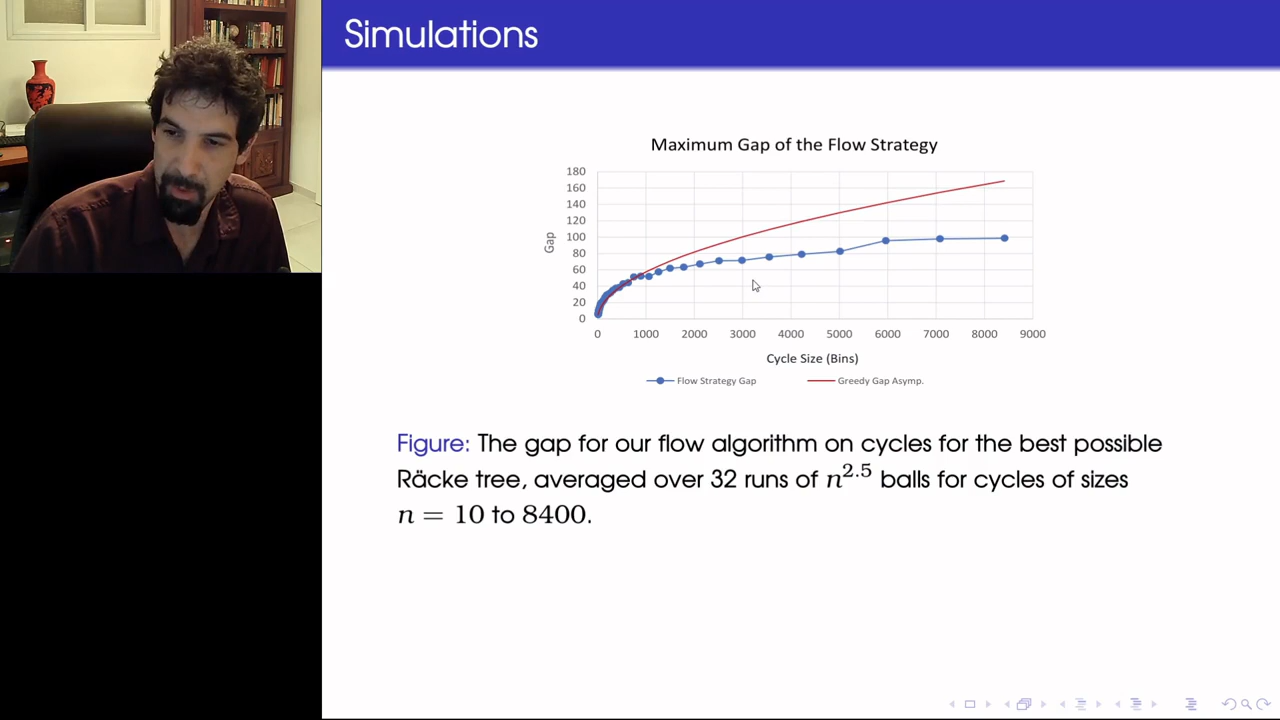 Simulations
Maximum Gap of the Flow Strategy
180
160
140
120
100
80
60
40
20
0
Gap
0 1000 2000 3000 4000 5000 6000 7000 8000 9000
Cycle Size (Bins)
Flow Strategy Gap Greedy Gap Asymp.
Figure: The gap for our flow algorithm on cycles for the best possible
Räcke tree, averaged over 32 runs of n^2.5 balls for cycles of sizes
n = 10 to 8400.